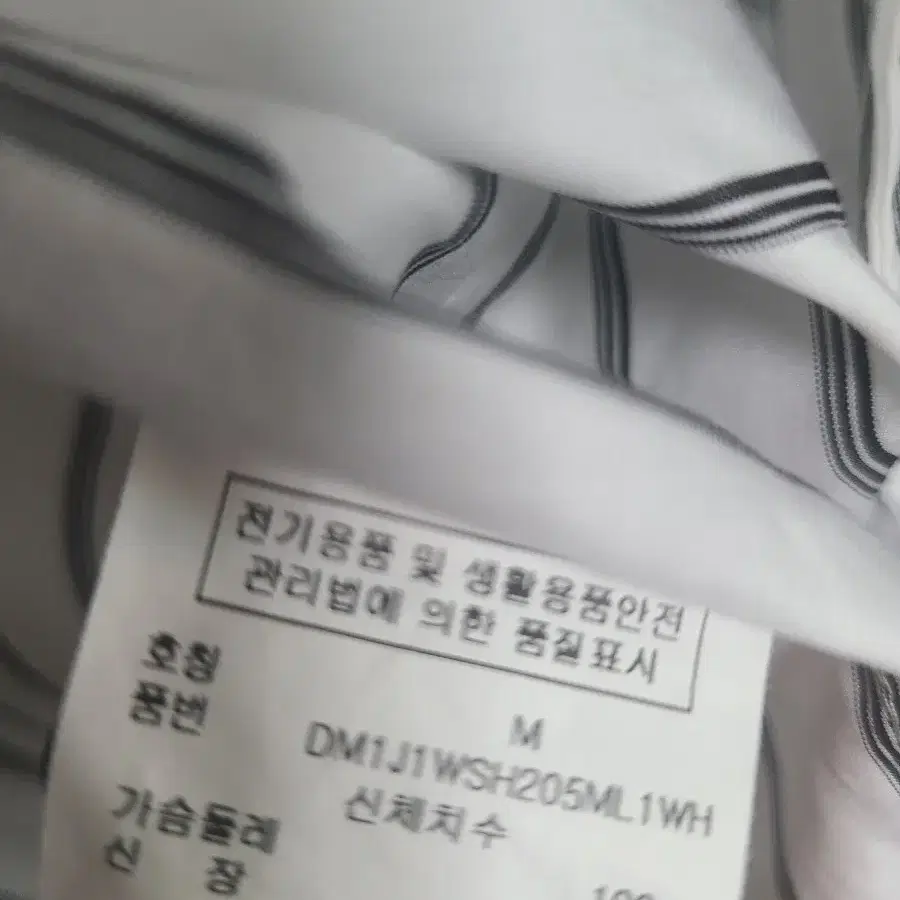 전기용품 및 생활용품안전
관리법에 의한 품질표시
호칭 M
품번 DM1J1WSH205ML1WH
신체치수
가슴둘레
신 장